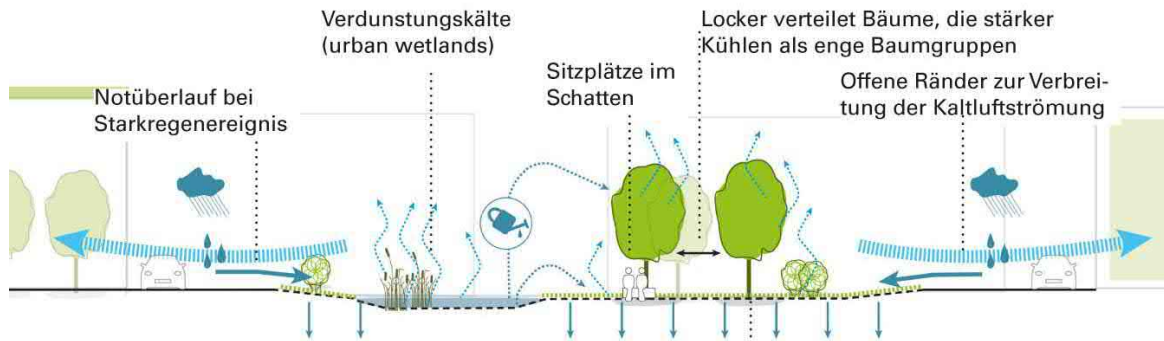 Verdunstungskälte
(urban wetlands)
Locker verteilet Bäume, die stärker
Kühlen als enge Baumgruppen
Sitzplätze im
Schatten
Offene Ränder zur Verbrei-
tung der Kaltluftströmung
Notüberlauf bei
Starkregenereignis